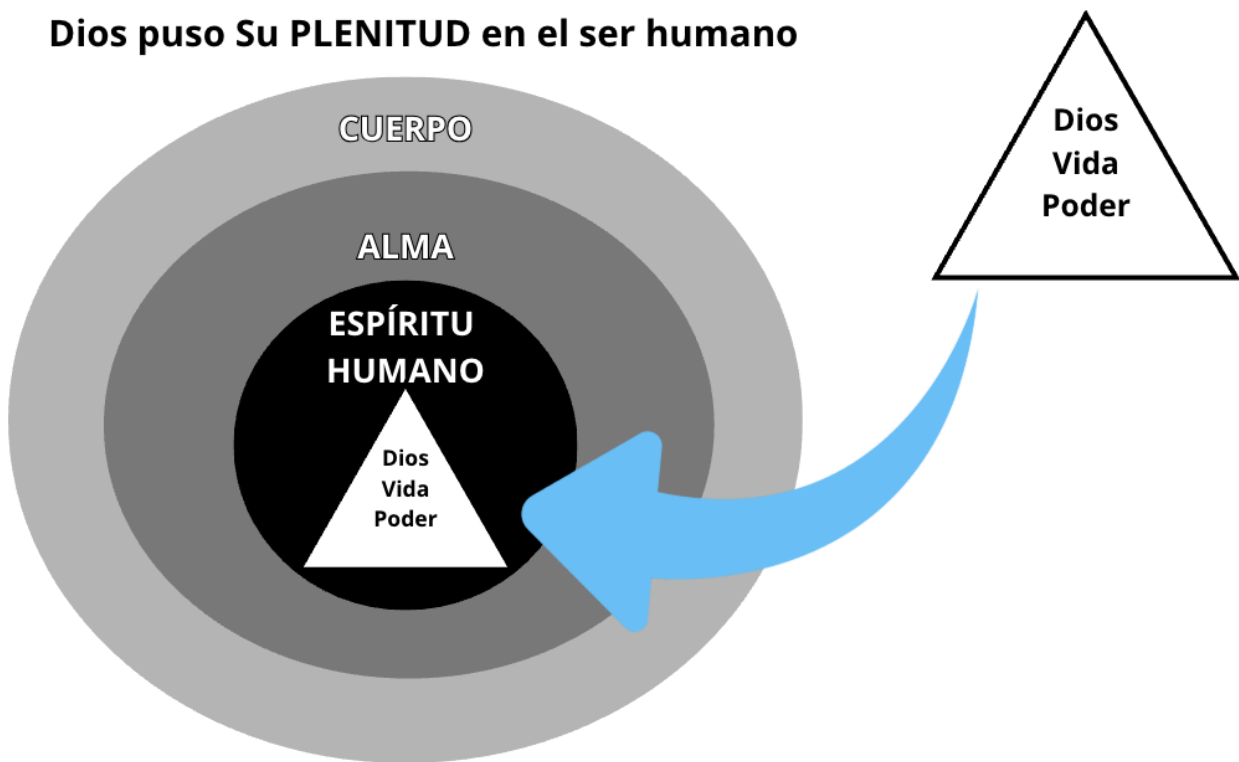 Dios puso Su PLENITUD en el ser humano
CUERPO
ALMA
ESPÍRITU
HUMANO
Dios
Vida
Poder
Dios
Vida
Poder